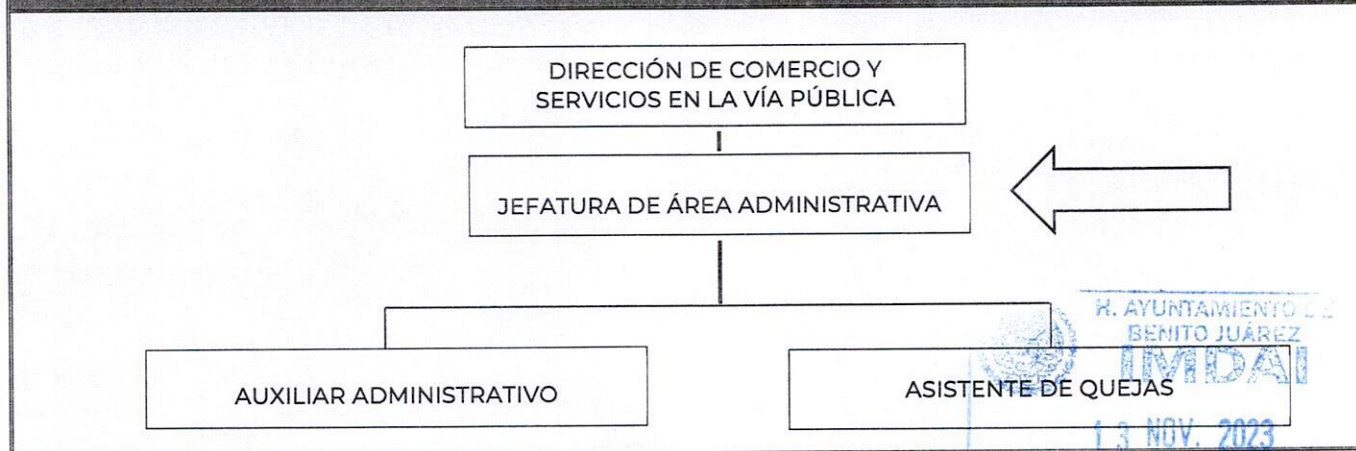 DIRECCIÓN DE COMERCIO Y
SERVICIOS EN LA VÍA PÚBLICA
JEFATURA DE ÁREA ADMINISTRATIVA
H. AYUNTAMIENTO DE
BENITO JUÁREZ
IMDAI
AUXILIAR ADMINISTRATIVO
ASISTENTE DE QUEJAS
13 NOV. 2023